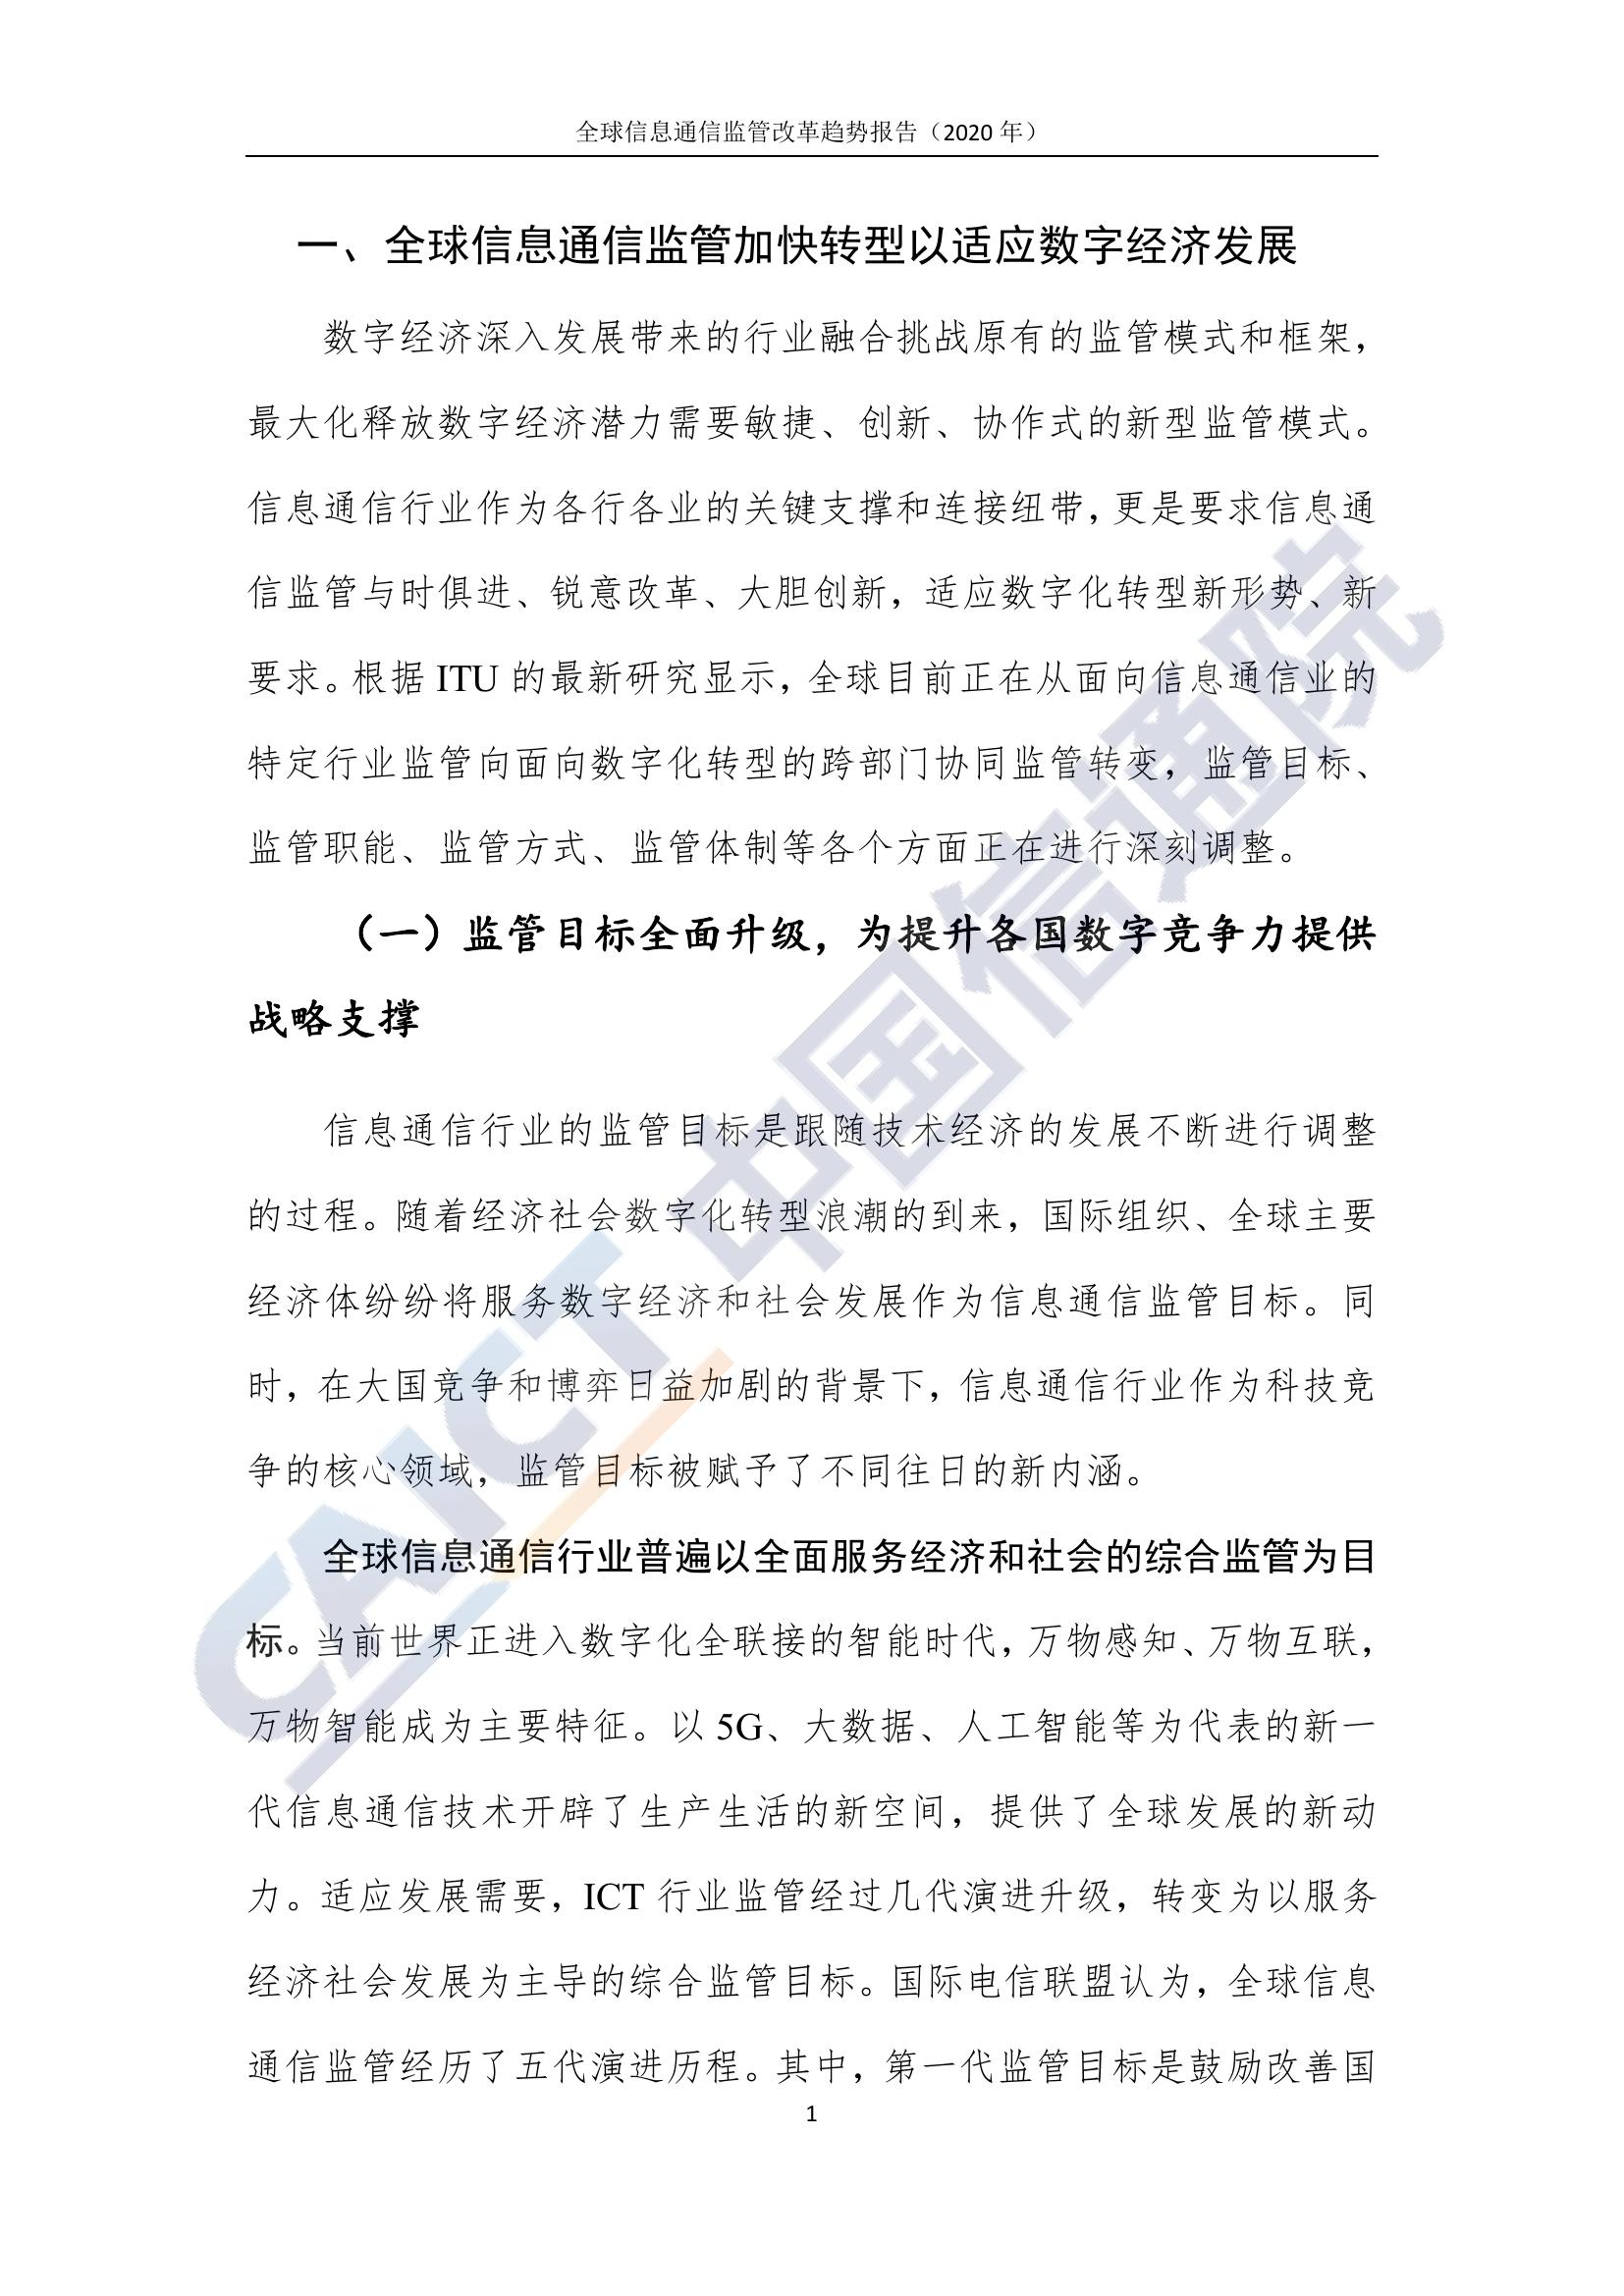 全球信息通信监管改革趋势报告（2020 年）
一、全球信息通信监管加快转型以适应数字经济发展
数字经济深入发展带来的行业融合挑战原有的监管模式和框架，
最大化释放数字经济潜力需要敏捷、创新、协作式的新型监管模式。
信息通信行业作为各行各业的关键支撑和连接纽带，更是要求信息通
信监管与时俱进、锐意改革、大胆创新，适应数字化转型新形势、新
要求。根据 ITU 的最新研究显示，全球目前正在从面向信息通信业的
特定行业监管向面向数字化转型的跨部门协同监管转变，监管目标、
监管职能、监管方式、监管体制等各个方面正在进行深刻调整。
（一）监管目标全面升级，为提升各国数字竞争力提供
战略支撑
信息通信行业的监管目标是跟随技术经济的发展不断进行调整
的过程。随着经济社会数字化转型浪潮的到来，国际组织、全球主要
经济体纷纷将服务数字经济和社会发展作为信息通信监管目标。同
时，在大国竞争和博弈日益加剧的背景下，信息通信行业作为科技竞
争的核心领域，监管目标被赋予了不同往日的新内涵。
全球信息通信行业普遍以全面服务经济和社会的综合监管为目
标。当前世界正进入数字化全联接的智能时代，万物感知、万物互联，
万物智能成为主要特征。以 5G、大数据、人工智能等为代表的新一
代信息通信技术开辟了生产生活的新空间，提供了全球发展的新动
力。适应发展需要，ICT 行业监管经过几代演进升级，转变为以服务
经济社会发展为主导的综合监管目标。国际电信联盟认为，全球信息
通信监管经历了五代演进历程。其中，第一代监管目标是鼓励改善国
1
CAICT 中国信通院